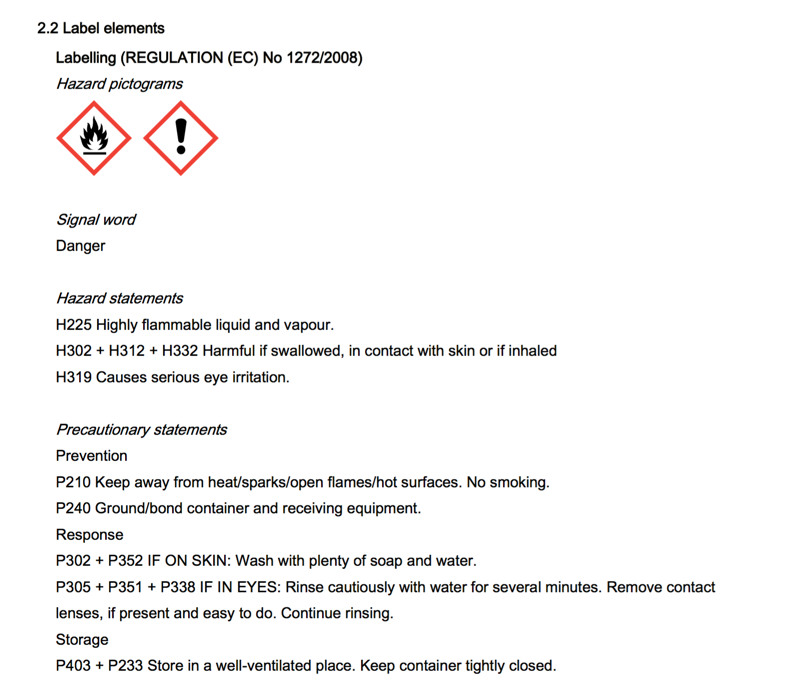 2.2 Label elements
Labelling (REGULATION (EC) No 1272/2008)
Hazard pictograms
Signal word
Danger
Hazard statements
H225 Highly flammable liquid and vapour.
H302 + H312 + H332 Harmful if swallowed, in contact with skin or if inhaled
H319 Causes serious eye irritation.
Precautionary statements
Prevention
P210 Keep away from heat/sparks/open flames/hot surfaces. No smoking.
P240 Ground/bond container and receiving equipment.
Response
P302 + P352 IF ON SKIN: Wash with plenty of soap and water.
P305 + P351 + P338 IF IN EYES: Rinse cautiously with water for several minutes. Remove contact
lenses, if present and easy to do. Continue rinsing.
Storage
P403 + P233 Store in a well-ventilated place. Keep container tightly closed.